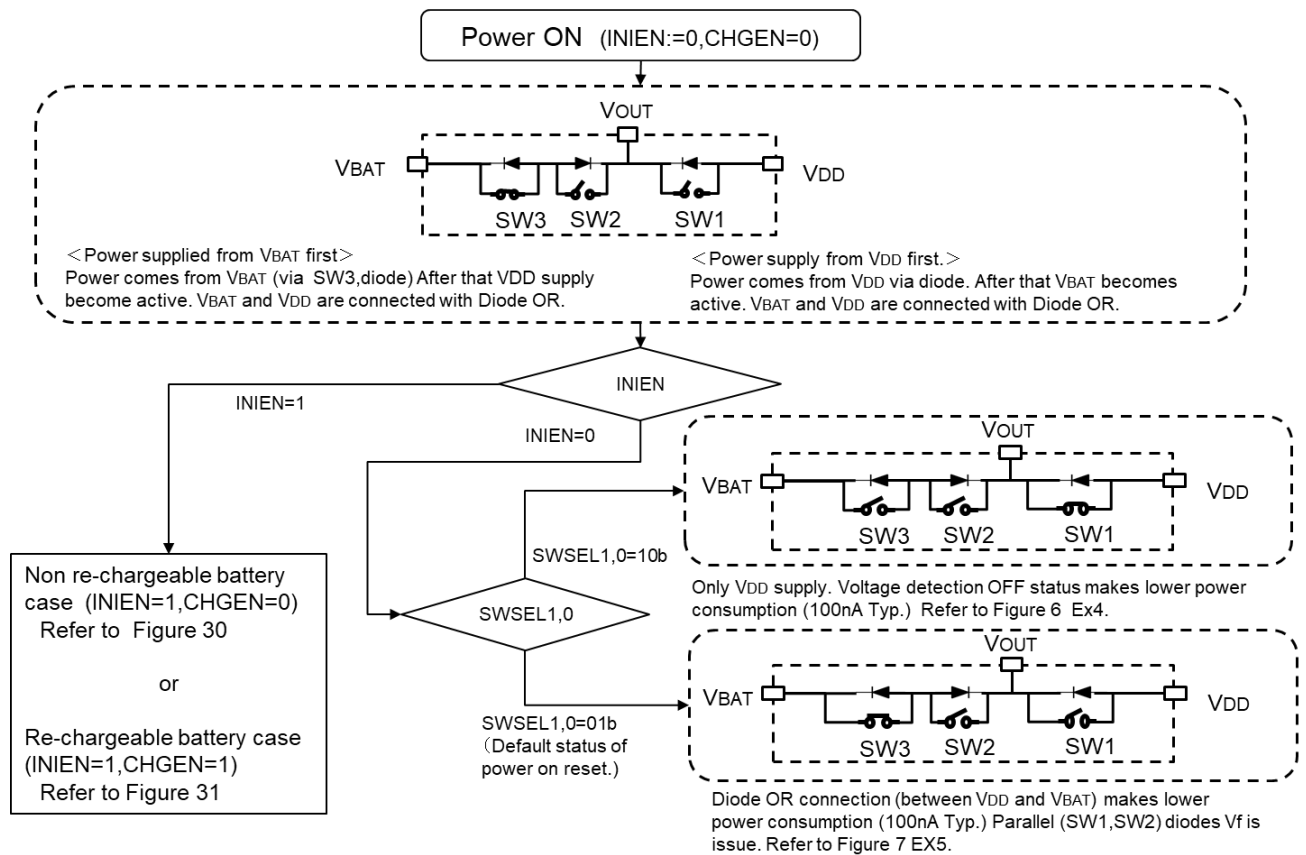 Power ON (INIEN:=0,CHGEN=0)
VOUT
VBAT
VDD
SW3
SW2
SW1
＜Power supplied from VBAT first＞
Power comes from VBAT (via SW3,diode) After that VDD supply
become active. VBAT and VDD are connected with Diode OR.
＜Power supply from VDD first.＞
Power comes from VDD via diode. After that VBAT becomes
active. VBAT and VDD are connected with Diode OR.
INIEN
INIEN=1
INIEN=0
VOUT
VBAT
VDD
SW3
SW2
SW1
SWSEL1,0=10b
Only VDD supply. Voltage detection OFF status makes lower power
consumption (100nA Typ.) Refer to Figure 6 Ex4.
Non re-chargeable battery
case (INIEN=1,CHGEN=0)
Refer to Figure 30
or
Re-chargeable battery case
(INIEN=1,CHGEN=1)
Refer to Figure 31
SWSEL1,0
VOUT
VBAT
VDD
SW3
SW2
SW1
SWSEL1,0=01b
（Default status of
power on reset.)
Diode OR connection (between VDD and VBAT) makes lower
power consumption (100nA Typ.) Parallel (SW1,SW2) diodes Vf is
issue. Refer to Figure 7 EX5.